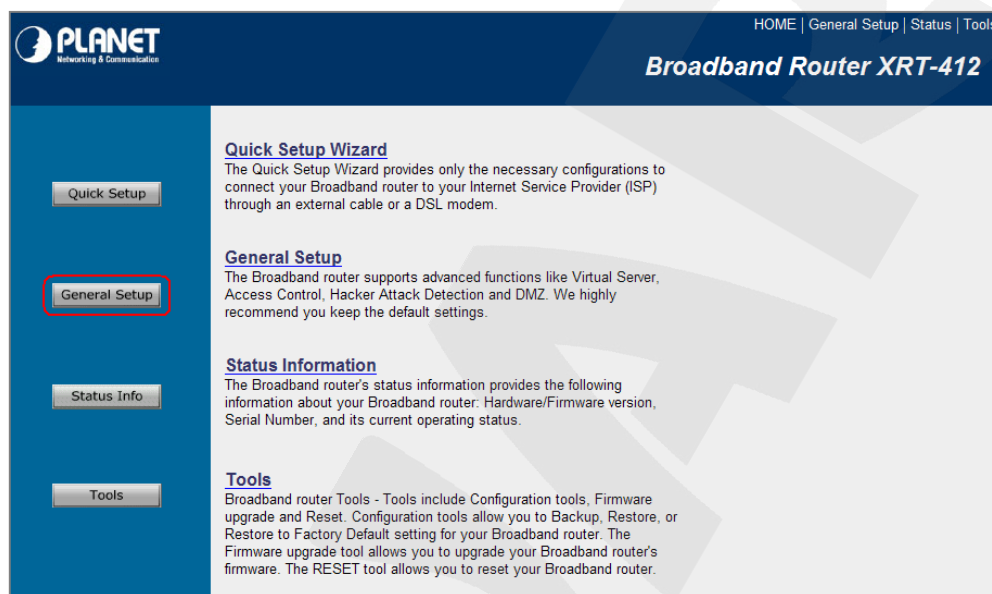 PLANET
Networking & Communication
HOME | General Setup | Status | Tools
Broadband Router XRT-412
Quick Setup
General Setup
Status Info
Tools
Quick Setup Wizard
The Quick Setup Wizard provides only the necessary configurations to
connect your Broadband router to your Internet Service Provider (ISP)
through an external cable or a DSL modem.
General Setup
The Broadband router supports advanced functions like Virtual Server,
Access Control, Hacker Attack Detection and DMZ. We highly
recommend you keep the default settings.
Status Information
The Broadband router's status information provides the following
information about your Broadband router: Hardware/Firmware version,
Serial Number, and its current operating status.
Tools
Broadband router Tools - Tools include Configuration tools, Firmware
upgrade and Reset. Configuration tools allow you to Backup, Restore, or
Restore to Factory Default setting for your Broadband router. The
Firmware upgrade tool allows you to upgrade your Broadband router's
firmware. The RESET tool allows you to reset your Broadband router.